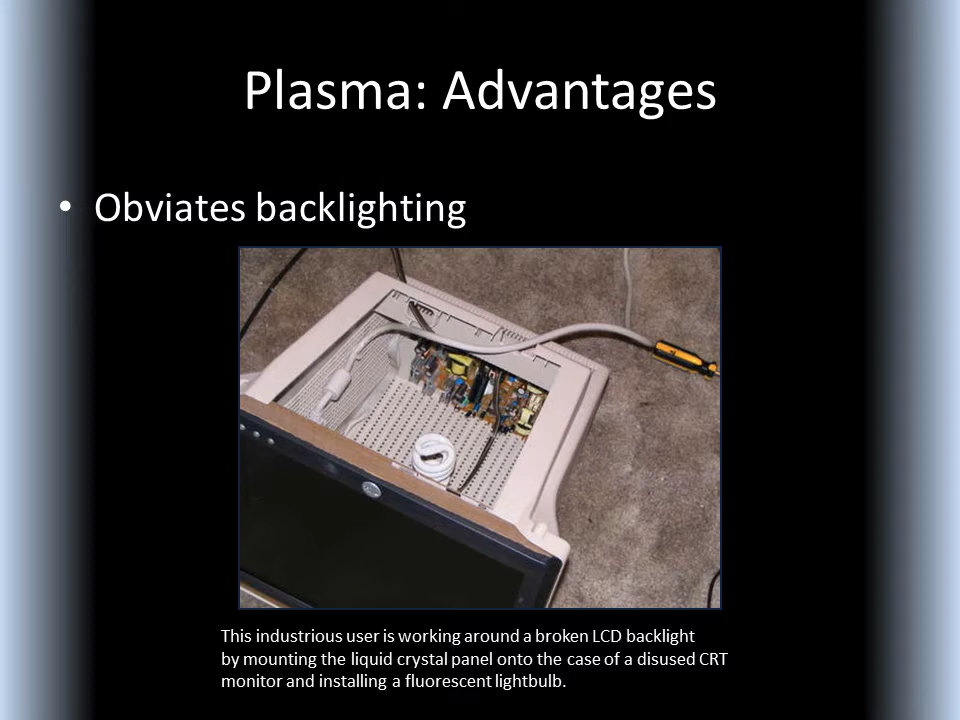 Plasma: Advantages
• Obviates backlighting
This industrious user is working around a broken LCD backlight
by mounting the liquid crystal panel onto the case of a disused CRT
monitor and installing a fluorescent lightbulb.